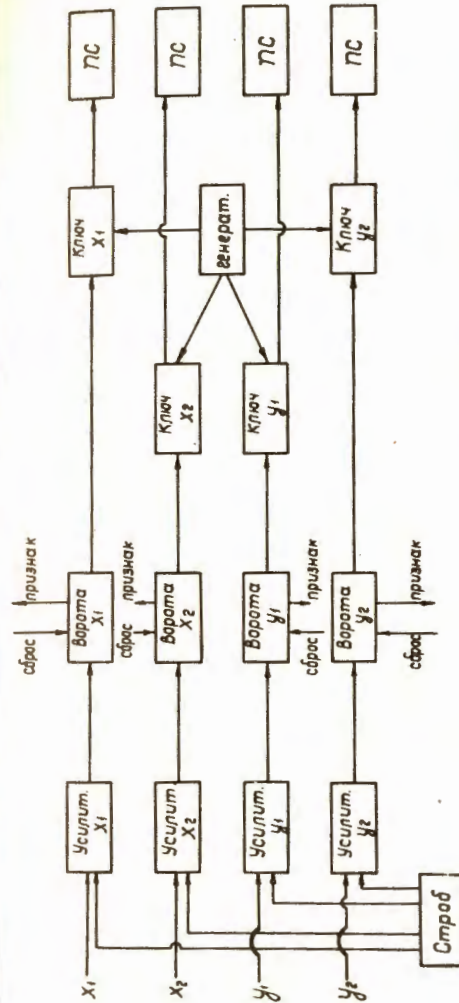 X1
Усилит.
X1
сброс
признак
Ворота
X1
Ключ
X1
ПС
X2
Усилит.
X2
сброс
признак
Ворота
X2
Ключ
X2
ПС
генерат.
y1
Усилит.
y1
Ворота
y1
сброс
признак
Ключ
y1
ПС
y2
Усилит.
y2
Ворота
y2
сброс
признак
Ключ
y2
ПС
Строб